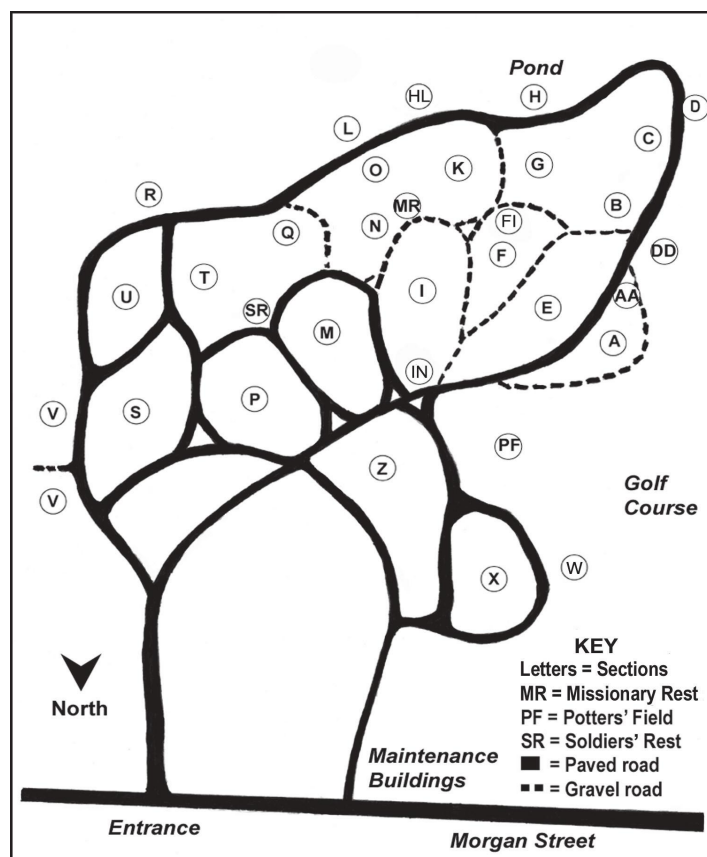 Pond
HL
H
D
L
C
O
K
G
R
MR
B
N
FI
Q
F
DD
T
I
U
AA
E
SR
M
A
IN
P
S
V
PF
Z
Golf
Course
V
W
X
KEY
Letters = Sections
MR = Missionary Rest
PF = Potters' Field
SR = Soldiers' Rest
= Paved road
= Gravel road
North
Maintenance
Buildings
Entrance
Morgan Street